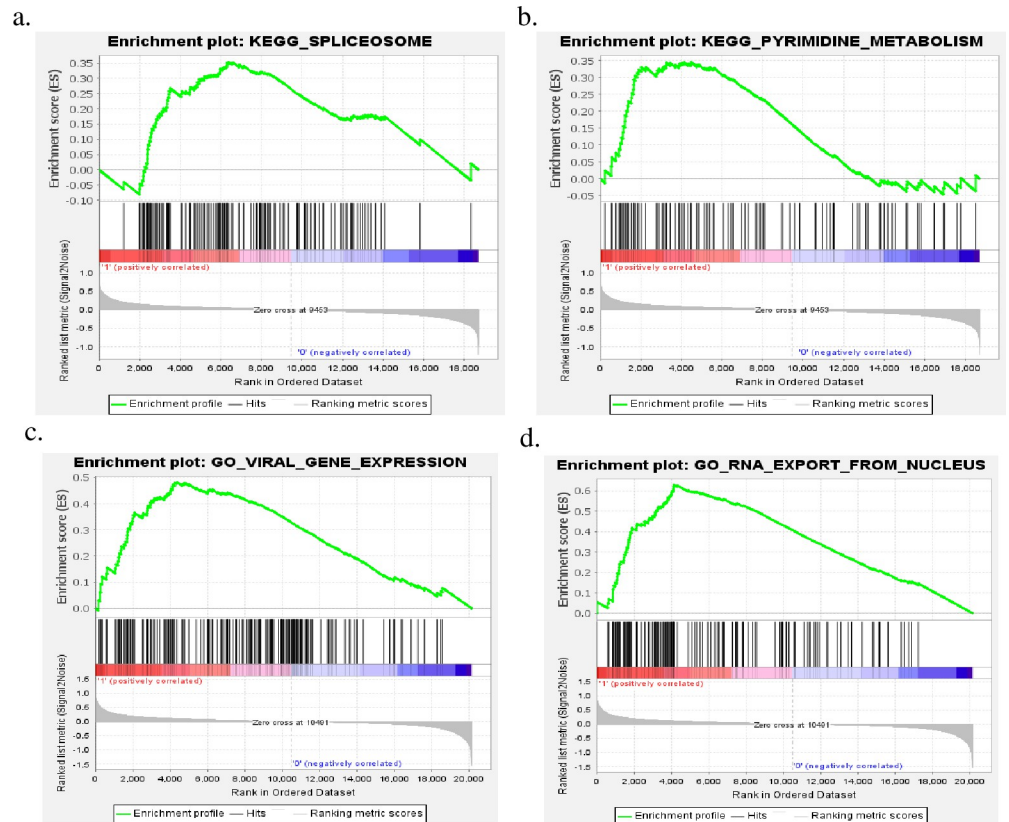 a.
Enrichment plot: KEGG_SPLICEOSOME
Enrichment score (ES)
0.35
0.30
0.25
0.20
0.15
0.10
0.05
0.00
-0.05
-0.10
'1' (positively correlated)
Ranked list metric (Signal2Noise)
1.0
0.5
0.0
-0.5
-1.0
Zero cross at 9453
'0' (negatively correlated)
0 2,000 4,000 6,000 8,000 10,000 12,000 14,000 16,000 18,000
Rank in Ordered Dataset
Enrichment profile Hits Ranking metric scores
b.
Enrichment plot: KEGG_PYRIMIDINE_METABOLISM
Enrichment score (ES)
0.35
0.30
0.25
0.20
0.15
0.10
0.05
0.00
-0.05
'1' (positively correlated)
Ranked list metric (Signal2Noise)
1.0
0.5
0.0
-0.5
-1.0
Zero cross at 9453
'0' (negatively correlated)
0 2,000 4,000 6,000 8,000 10,000 12,000 14,000 16,000 18,000
Rank in Ordered Dataset
Enrichment profile Hits Ranking metric scores
c.
Enrichment plot: GO_VIRAL_GENE_EXPRESSION
Enrichment score (ES)
0.5
0.4
0.3
0.2
0.1
0.0
'1' (positively correlated)
Ranked list metric (Signal2Noise)
1.5
1.0
0.5
0.0
-0.5
-1.0
-1.5
Zero cross at 10491
'0' (negatively correlated)
0 2,000 4,000 6,000 8,000 10,000 12,000 14,000 16,000 18,000 20,000
Rank in Ordered Dataset
Enrichment profile Hits Ranking metric scores
d.
Enrichment plot: GO_RNA_EXPORT_FROM_NUCLEUS
Enrichment score (ES)
0.6
0.5
0.4
0.3
0.2
0.1
0.0
'1' (positively correlated)
Ranked list metric (Signal2Noise)
1.5
1.0
0.5
0.0
-0.5
-1.0
-1.5
Zero cross at 10491
'0' (negatively correlated)
0 2,000 4,000 6,000 8,000 10,000 12,000 14,000 16,000 18,000 20,000
Rank in Ordered Dataset
Enrichment profile Hits Ranking metric scores